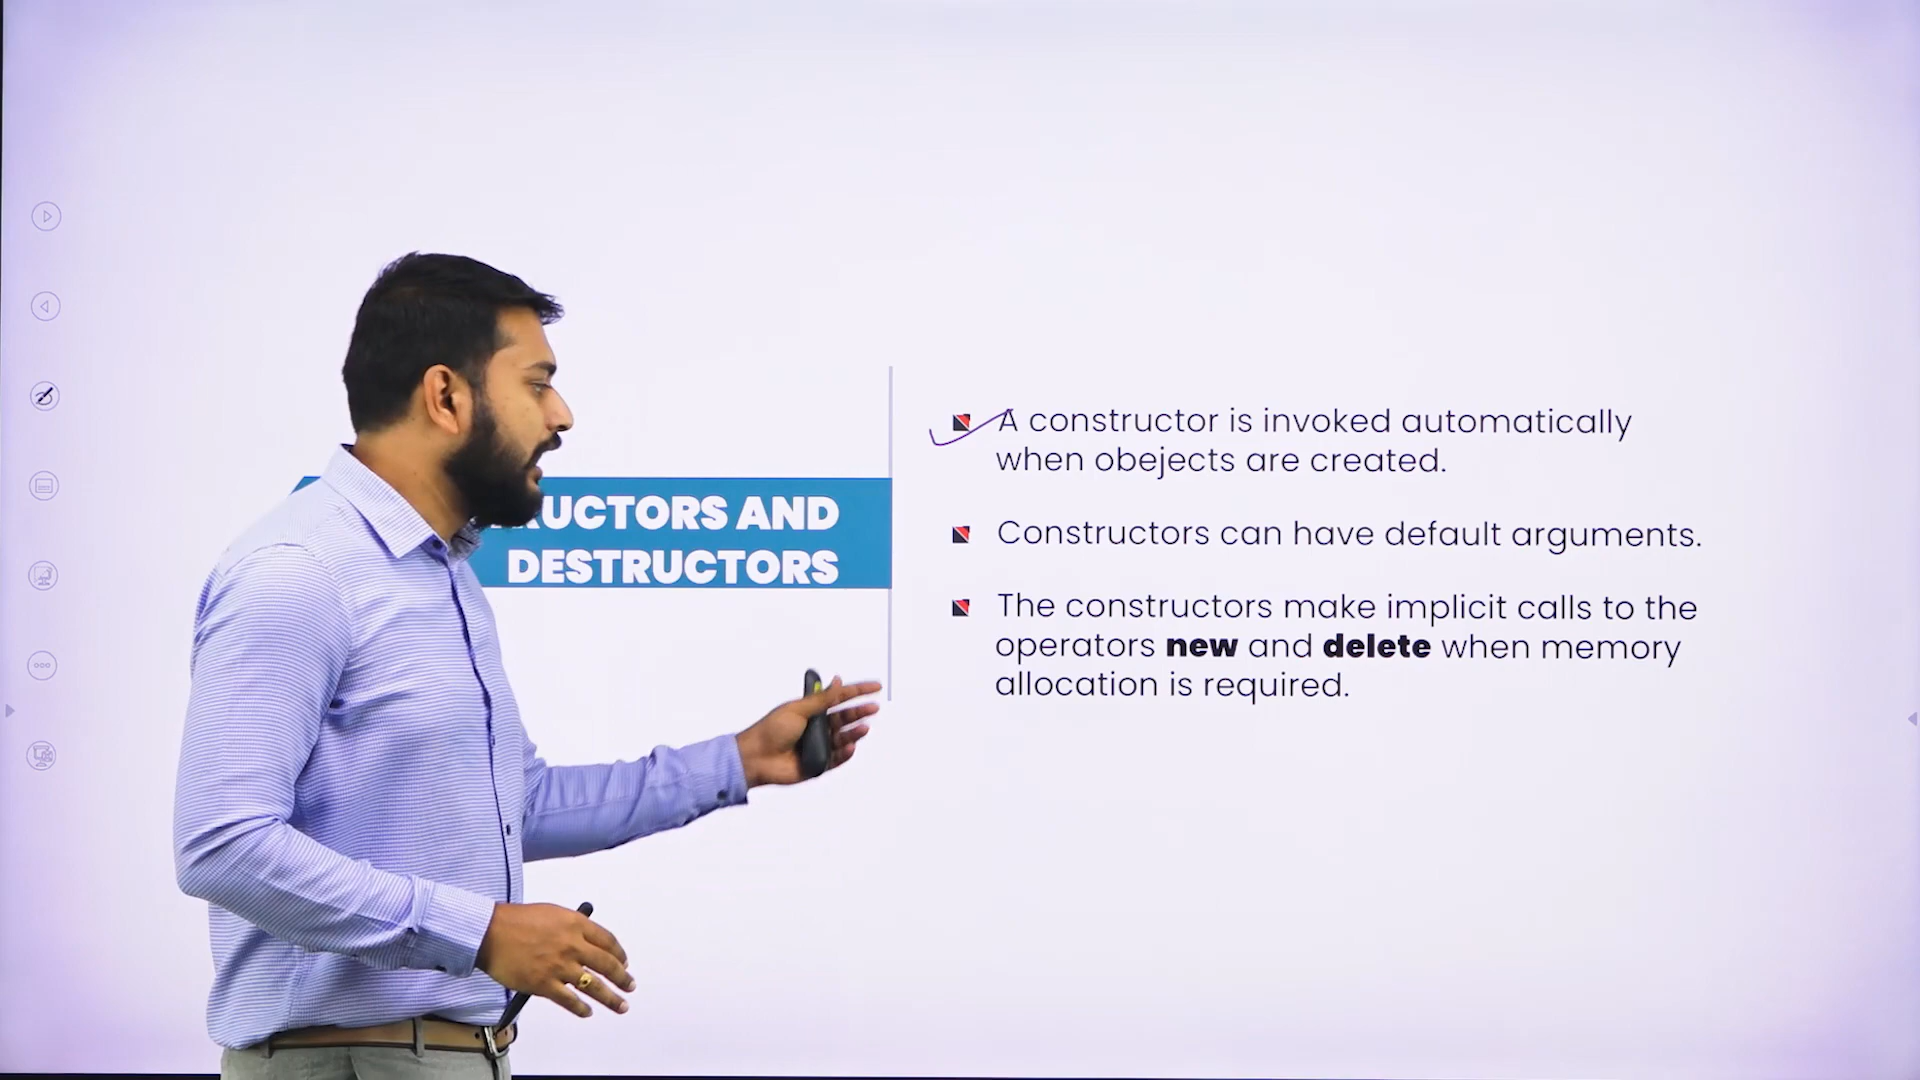 AND
DESTRUCTORS
A constructor is invoked automatically
when obejects are created.
Constructors can have default arguments.
The constructors make implicit calls to the
operators new and delete when memory
allocation is required.